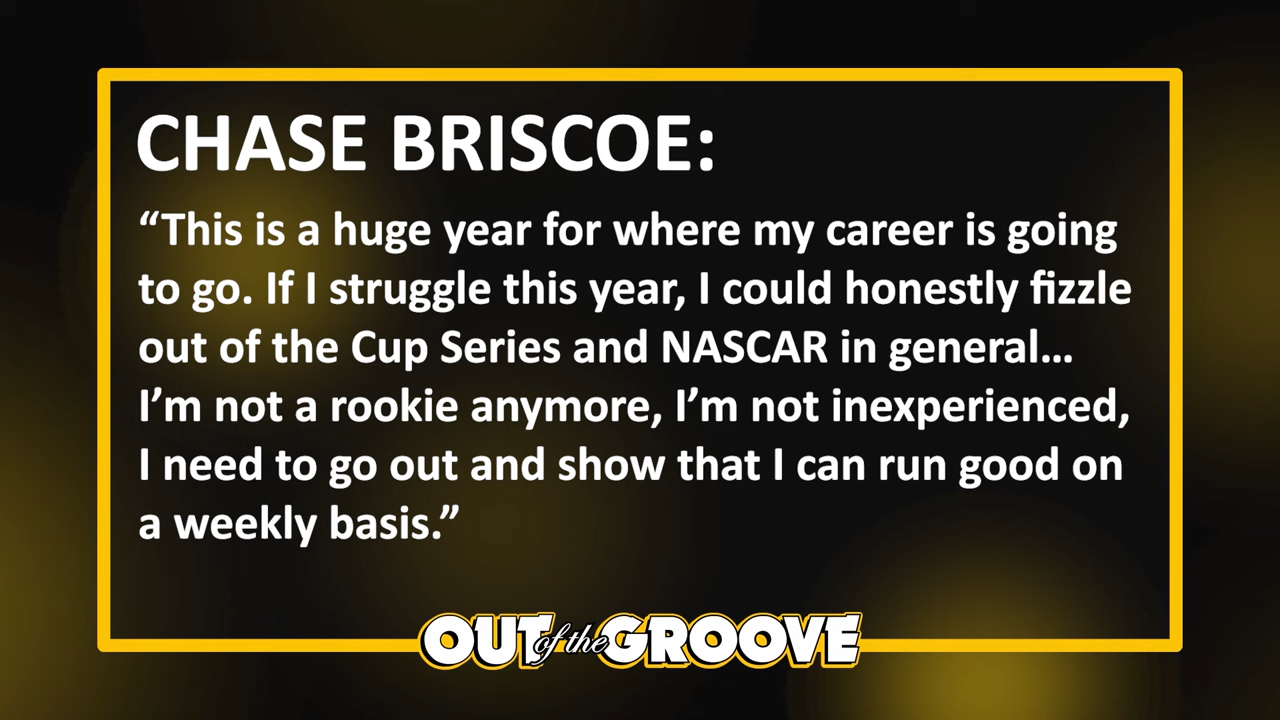 CHASE BRISCOE:
“This is a huge year for where my career is going
to go. If I struggle this year, I could honestly fizzle
out of the Cup Series and NASCAR in general...
I’m not a rookie anymore, I’m not inexperienced,
I need to go out and show that I can run good on
a weekly basis.”
OUT of the GROOVE